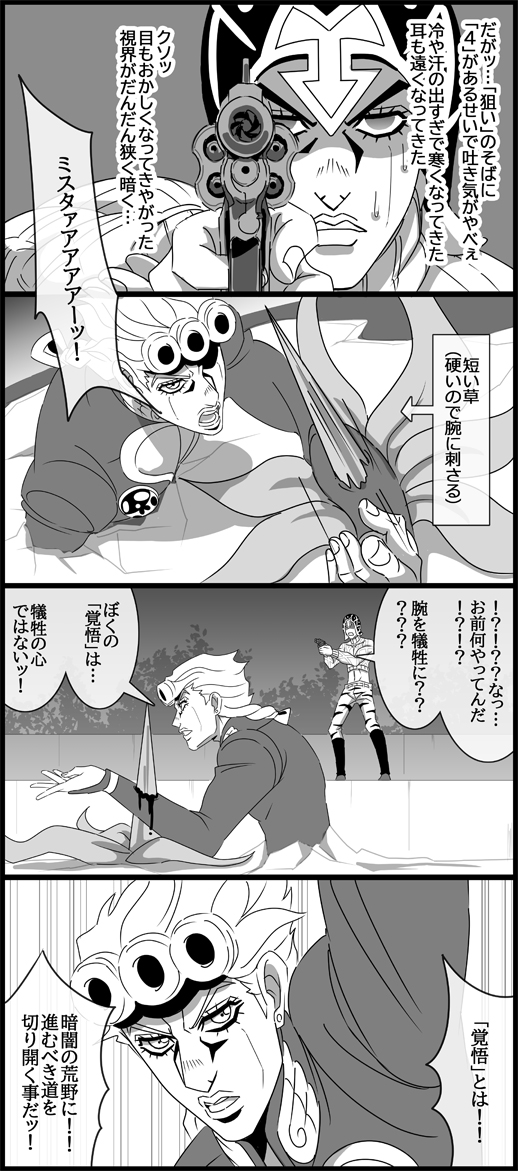 だがッ…「狙い」のそばに
「４」があるせいで吐き気がやべぇ
冷や汗の出すぎで寒くなってきた
耳も遠くなってきた
クソッ
目もおかしくなってきやがった
視界がだんだん狭く暗く…
ミスタァアアアアアーッ！
短い草
（硬いので腕に刺さる）
！？！？？なっ…
お前何やってんだ
！？！？
腕を犠牲に？？
？？？
ぼくの
「覚悟」は…
犠牲の心
ではないッ！
「覚悟」とは！！
暗闇の荒野に！！
進むべき道を
切り開く事だッ！